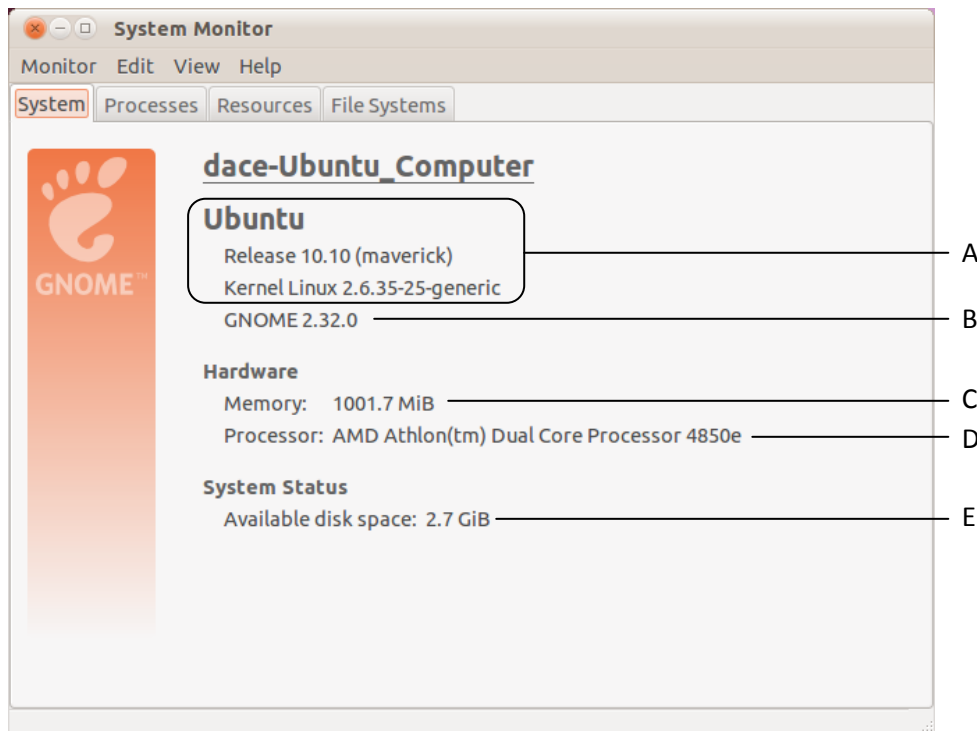 System Monitor
Monitor Edit View Help
System Processes Resources File Systems
dace-Ubuntu_Computer
Ubuntu
Release 10.10 (maverick)
A
Kernel Linux 2.6.35-25-generic
GNOME™
GNOME 2.32.0
B
Hardware
Memory: 1001.7 MiB
C
Processor: AMD Athlon(tm) Dual Core Processor 4850e
D
System Status
Available disk space: 2.7 GiB
E